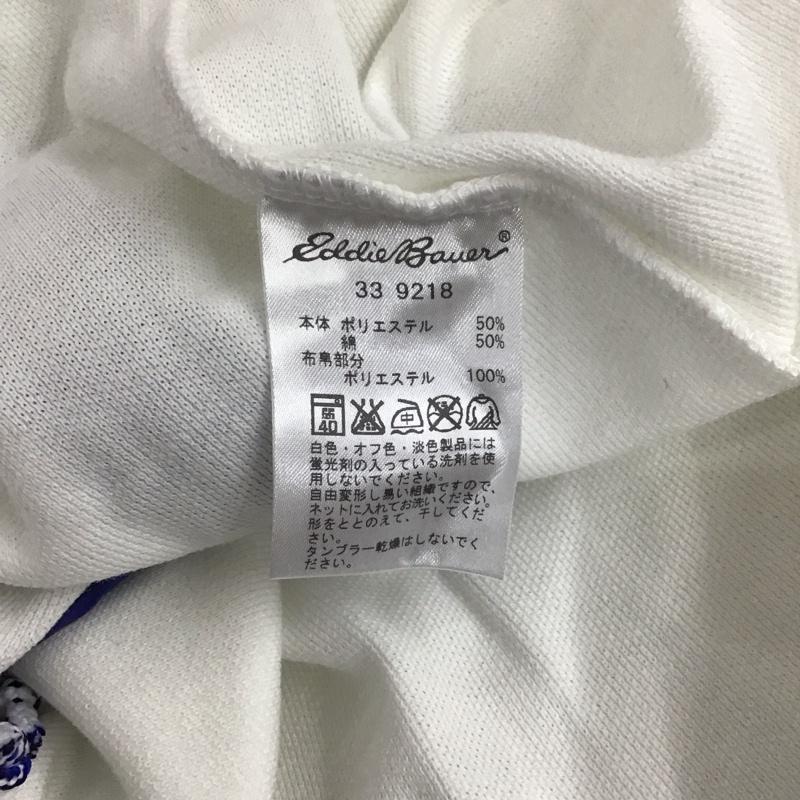 Eddie Bauer®
33 9218
本体 ポリエステル 50%
綿 50%
布帛部分
ポリエステル 100%
弱 40 中
白色・オフ色・淡色製品には
蛍光剤の入っている洗剤を使
用しないでください。
自由変形し易い組織ですので、
ネットに入れてお洗いください。
形をととのえて、干してくだ
さい。
タンブラー乾燥はしないでく
ださい。